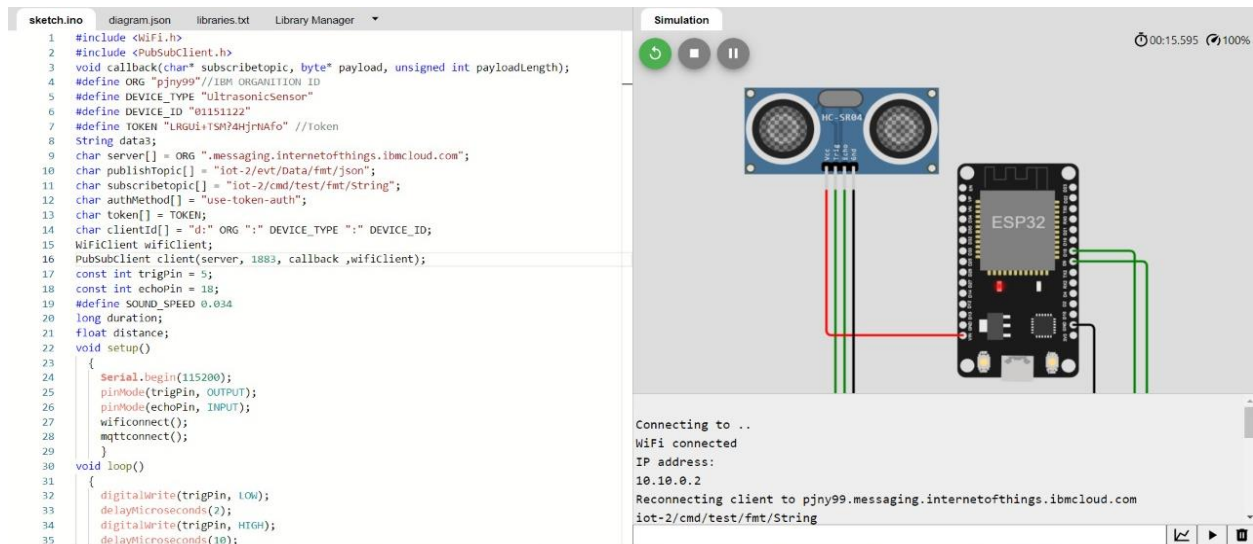 sketch.ino diagram.json libraries.txt Library Manager
1 #include <WiFi.h>
2 #include <PubSubClient.h>
3 void callback(char* subscribetopic, byte* payload, unsigned int payloadLength);
4 #define ORG "pjny99"//IBM ORGANITION ID
5 #define DEVICE_TYPE "UltrasonicSensor"
6 #define DEVICE_ID "01151122"
7 #define TOKEN "LRGUi+TSM?4HjrNAfo" //Token
8 String data3;
9 char server[] = ORG ".messaging.internetofthings.ibmcloud.com";
10 char publishTopic[] = "iot-2/evt/Data/fmt/json";
11 char subscribetopic[] = "iot-2/cmd/test/fmt/String";
12 char authMethod[] = "use-token-auth";
13 char token[] = TOKEN;
14 char clientId[] = "d:" ORG ":" DEVICE_TYPE ":" DEVICE_ID;
15 WiFiClient wifiClient;
16 PubSubClient client(server, 1883, callback ,wifiClient);
17 const int trigPin = 5;
18 const int echoPin = 18;
19 #define SOUND_SPEED 0.034
20 long duration;
21 float distance;
22 void setup()
23 {
24 Serial.begin(115200);
25 pinMode(trigPin, OUTPUT);
26 pinMode(echoPin, INPUT);
27 wificonnect();
28 mqttconnect();
29 }
30 void loop()
31 {
32 digitalWrite(trigPin, LOW);
33 delayMicroseconds(2);
34 digitalWrite(trigPin, HIGH);
35 delayMicroseconds(10);
Simulation
00:15.595 100%
HC-SR04
Vcc Trig Echo Gnd
ESP32
Connecting to ..
WiFi connected
IP address:
10.10.0.2
Reconnecting client to pjny99.messaging.internetofthings.ibmcloud.com
iot-2/cmd/test/fmt/String